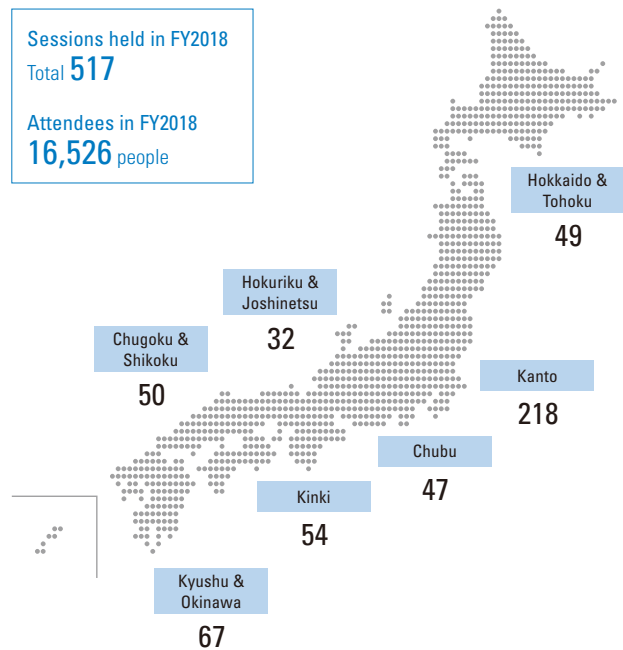 Sessions held in FY2018
Total 517
Attendees in FY2018
16,526 people
Hokkaido &
Tohoku
49
Hokuriku &
Joshinetsu
32
Chugoku &
Shikoku
50
Kanto
218
Chubu
47
Kinki
54
Kyushu &
Okinawa
67